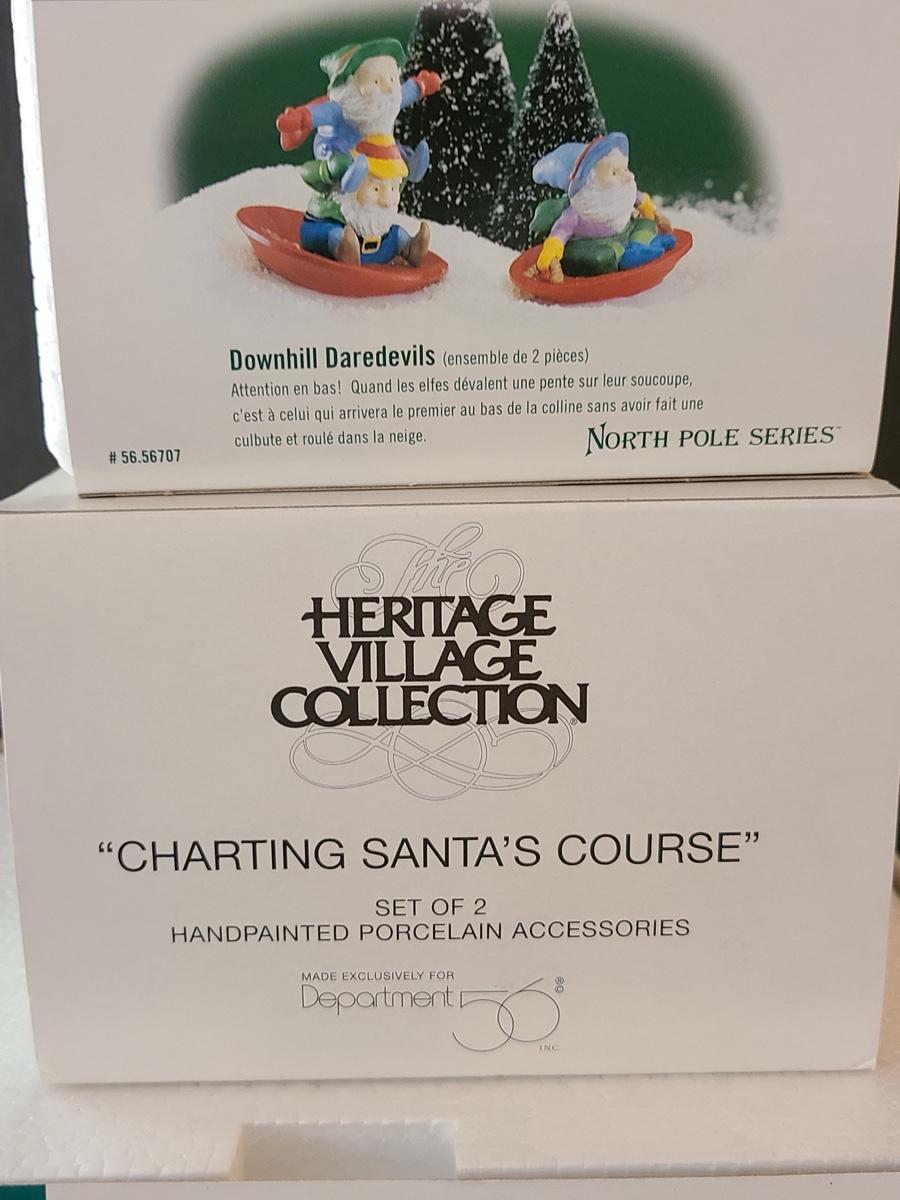 Downhill Daredevils (ensemble de 2 pièces)
Attention en bas! Quand les elfes dévalent une pente sur leur soucoupe,
c'est à celui qui arrivera le premier au bas de la colline sans avoir fait une
culbute et roulé dans la neige.
NORTH POLE SERIES™
# 56.56707
The
HERITAGE
VILLAGE
COLLECTION®
“CHARTING SANTA'S COURSE”
SET OF 2
HANDPAINTED PORCELAIN ACCESSORIES
MADE EXCLUSIVELY FOR
Department 56 ®©
INC.